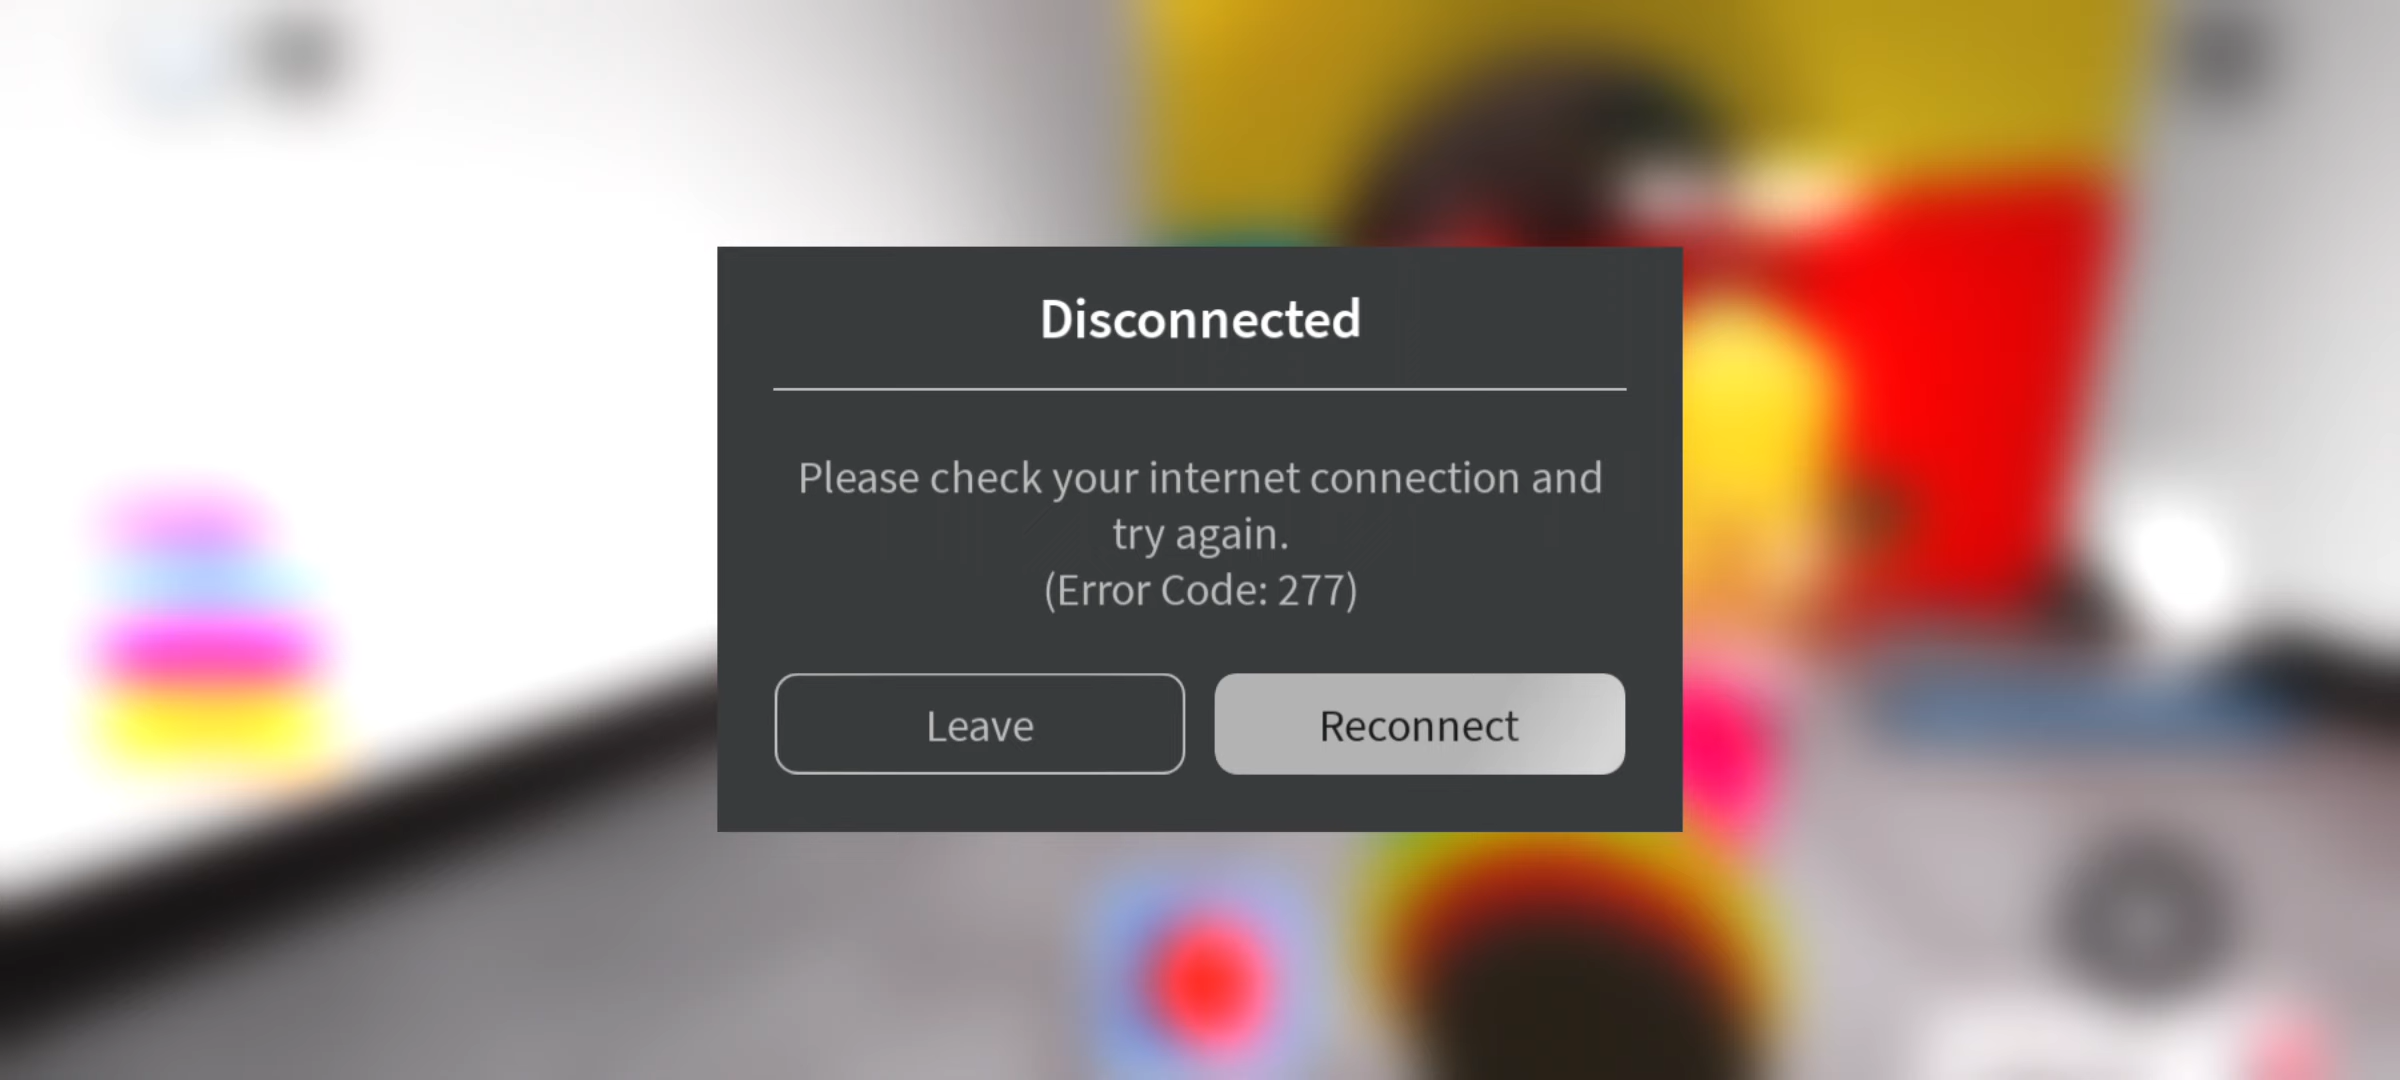 Disconnected
Please check your internet connection and
try again.
(Error Code: 277)
Leave
Reconnect